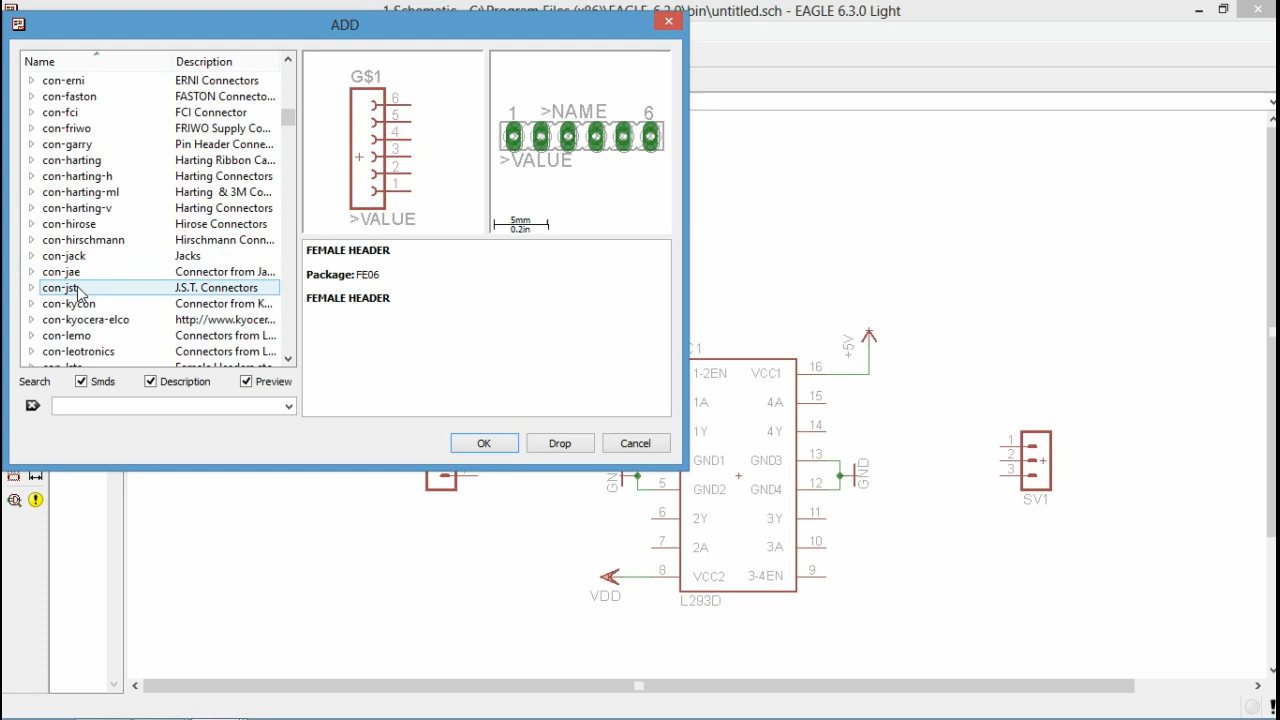 1 Schematic - C:\Program Files (x86)\EAGLE-6.3.0\bin\untitled.sch - EAGLE 6.3.0 Light
ADD
Name Description
con-erni ERNI Connectors
con-faston FASTON Connecto...
con-fci FCI Connector
con-friwo FRIWO Supply Co...
con-garry Pin Header Conne...
con-harting Harting Ribbon Ca...
con-harting-h Harting Connectors
con-harting-ml Harting & 3M Co...
con-harting-v Harting Connectors
con-hirose Hirose Connectors
con-hirschmann Hirschmann Conn...
con-jack Jacks
con-jae Connector from Ja...
con-jst J.S.T. Connectors
con-kycon Connector from K...
con-kyocera-elco http://www.kyocer...
con-lemo Connectors from L...
con-leotronics Connectors from L...
Search Smds Description Preview
G$1
6
5
4
3
2
1
>VALUE
1 >NAME 6
>VALUE
5mm
0.2in
FEMALE HEADER
Package: FE06
FEMALE HEADER
OK Drop Cancel
+5V
1-2EN VCC1 16
1A 4A 15
1Y 4Y 14
GND1 GND3 13
5 GND2 GND4 12
6 2Y 3Y 11
7 2A 3A 10
8 VCC2 3-4EN 9
GND
VDD
L293D
1
2
3
SV1